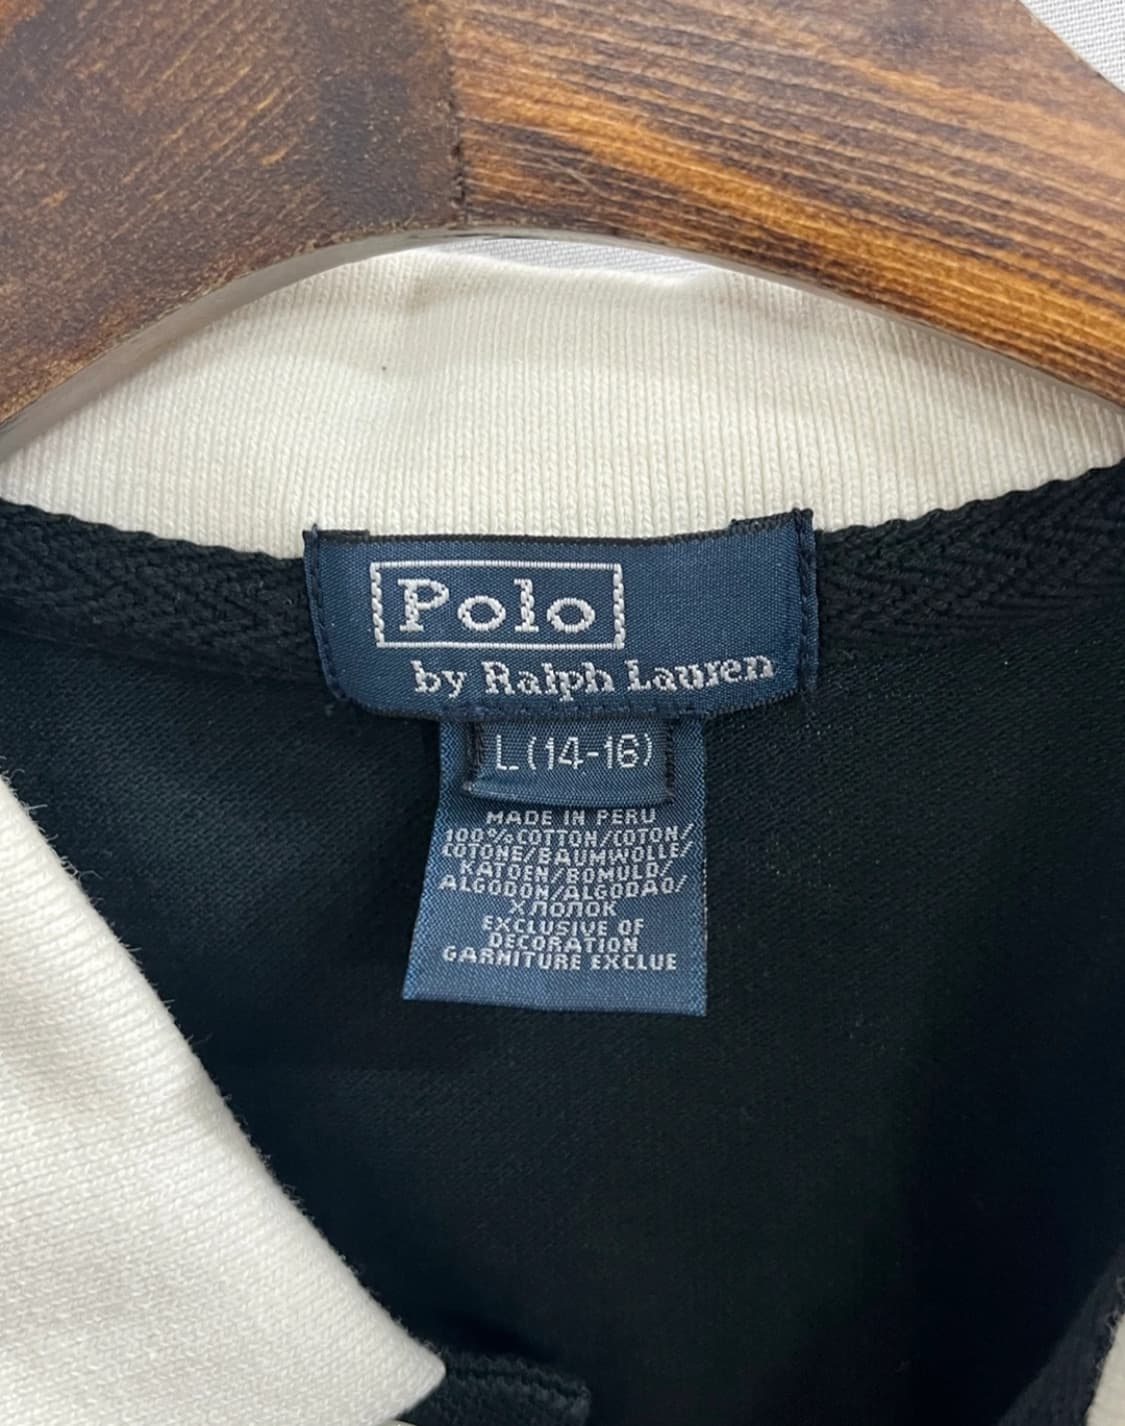 Polo
by Ralph Lauren
L(14-16)
MADE IN PERU
100%COTTON/COTON/
COTONE/BAUMWOLLE/
KATOEN/BOMULD/
ALGODON/ALGODAO/
ХЛОПОК
EXCLUSIVE OF
DECORATION
GARNITURE EXCLUE